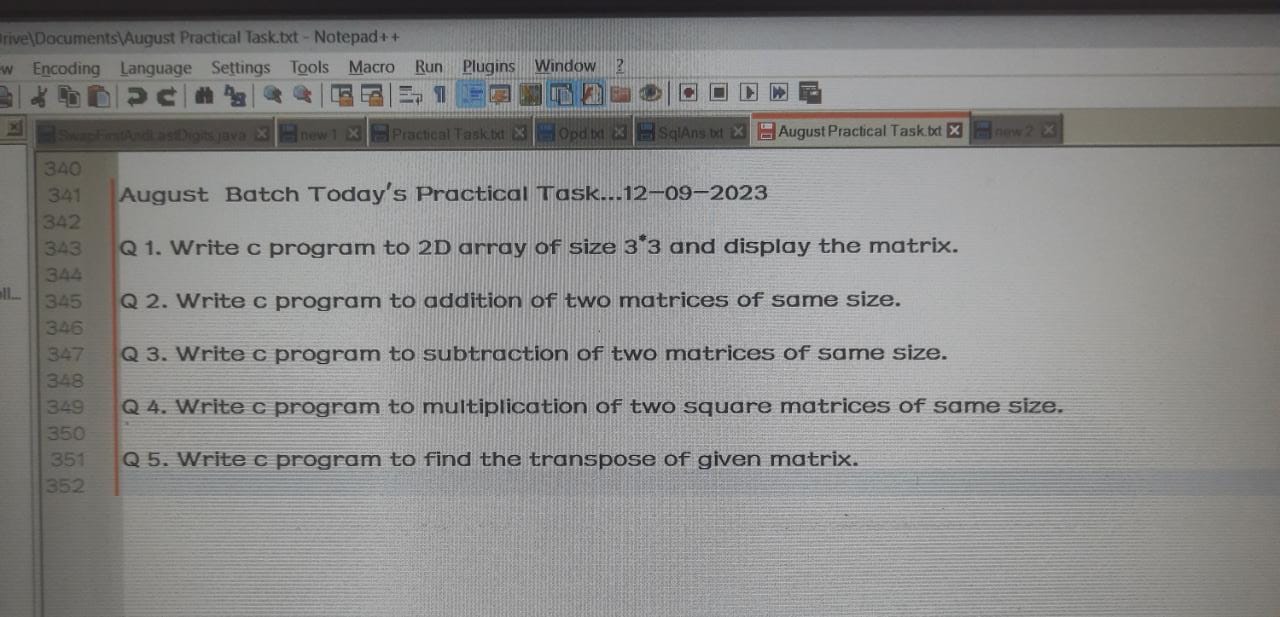 rive\Documents\August Practical Task.txt - Notepad++
w Encoding Language Settings Tools Macro Run Plugins Window ?
SwapFirstAndLastDigits.java new 1 Practical Task.txt Opd.txt SqlAns.txt August Practical Task.txt new 2
340
341 August Batch Today's Practical Task...12-09-2023
342
343 Q 1. Write c program to 2D array of size 3*3 and display the matrix.
344
ll...
345 Q 2. Write c program to addition of two matrices of same size.
346
347 Q 3. Write c program to subtraction of two matrices of same size.
348
349 Q 4. Write c program to multiplication of two square matrices of same size.
350
351 Q 5. Write c program to find the transpose of given matrix.
352